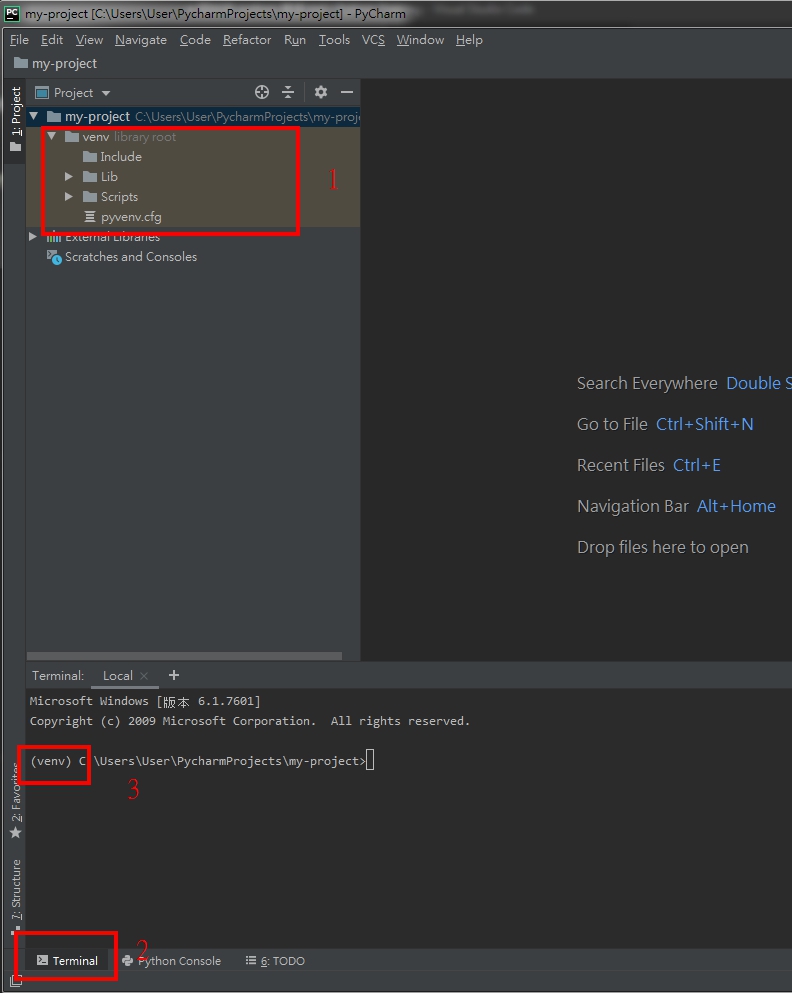 PC my-project [C:\Users\User\PycharmProjects\my-project] - PyCharm
File Edit View Navigate Code Refactor Run Tools VCS Window Help
my-project
1: Project
Project
my-project C:\Users\User\PycharmProjects\my-proje
venv library root
Include
Lib
Scripts
pyvenv.cfg
External Libraries
Scratches and Consoles
1
Search Everywhere Double S
Go to File Ctrl+Shift+N
Recent Files Ctrl+E
Navigation Bar Alt+Home
Drop files here to open
Terminal: Local × +
Microsoft Windows [版本 6.1.7601]
Copyright (c) 2009 Microsoft Corporation. All rights reserved.
(venv) C:\Users\User\PycharmProjects\my-project>
3
2: Favorites
7: Structure
2
Terminal Python Console 6: TODO